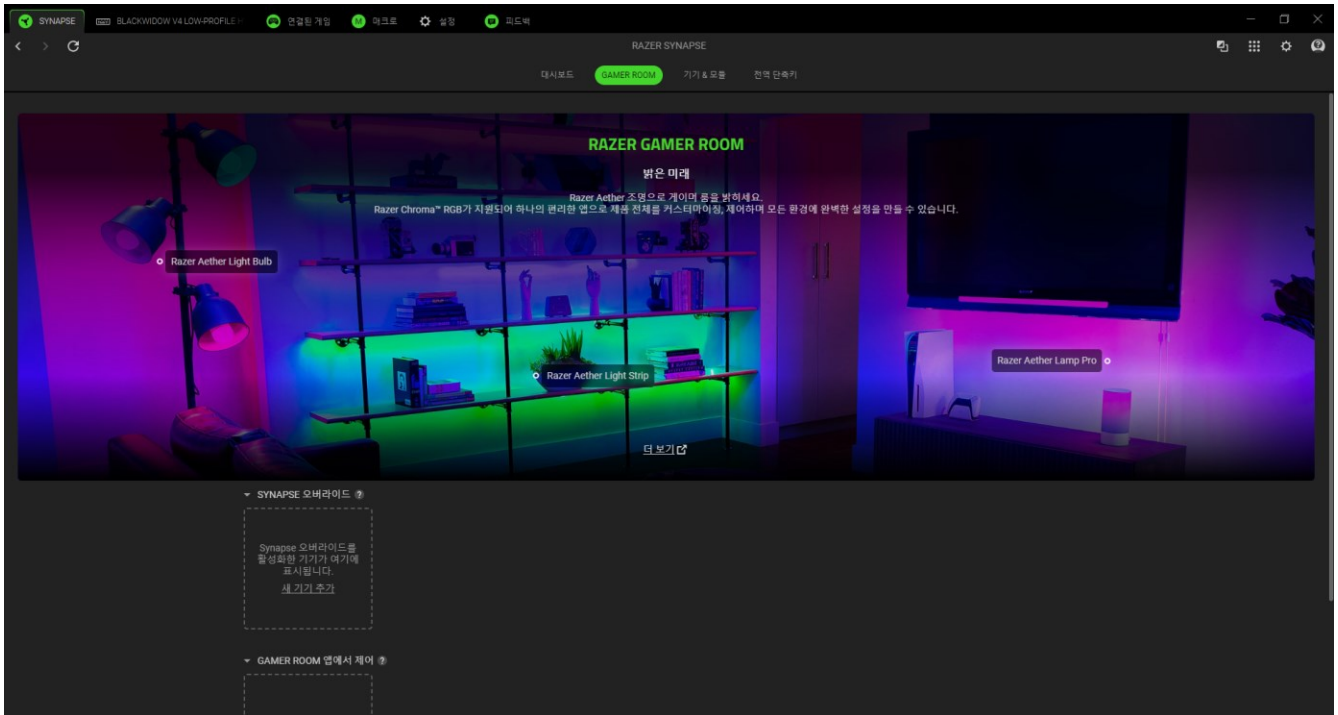 SYNAPSE
BLACKWIDOW V4 LOW-PROFILE H
연결된 게임
매크로
설정
피드백
RAZER SYNAPSE
대시보드
GAMER ROOM
기기 & 모듈
전역 단축키
RAZER GAMER ROOM
밝은 미래
Razer Aether 조명으로 게이머 룸을 밝히세요.
Razer Chroma™ RGB가 지원되어 하나의 편리한 앱으로 제품 전체를 커스터마이징, 제어하며 모든 환경에 완벽한 설정을 만들 수 있습니다.
Razer Aether Light Bulb
Razer Aether Lamp Pro
Razer Aether Light Strip
더 보기
SYNAPSE 오버라이드 ?
Synapse 오버라이드를
활성화한 기기가 여기에
표시됩니다.
새 기기 추가
GAMER ROOM 앱에서 제어 ?